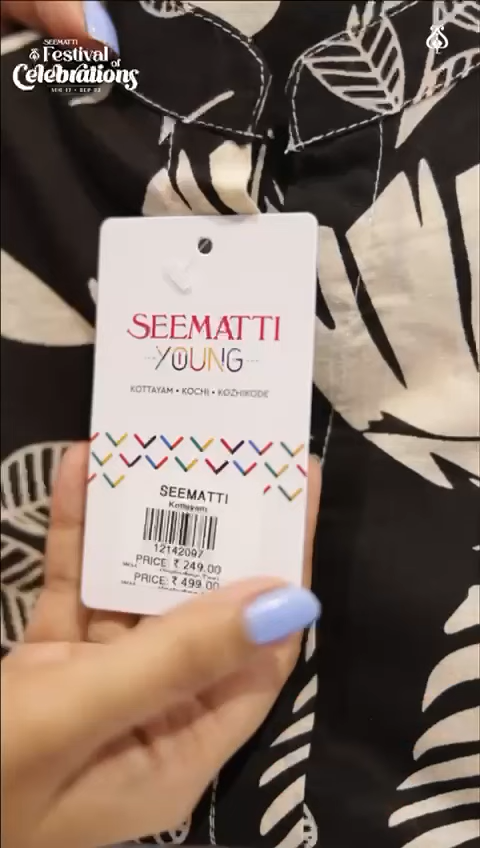 SEEMATTI
Festival of
Celebrations
SEEMATTI
YOUNG
KOTTAYAM • KOCHI • KOZHIKODE
SEEMATTI
Kottayam
12142097
PRICE: ₹ 249.00
PRICE: ₹ 499.00